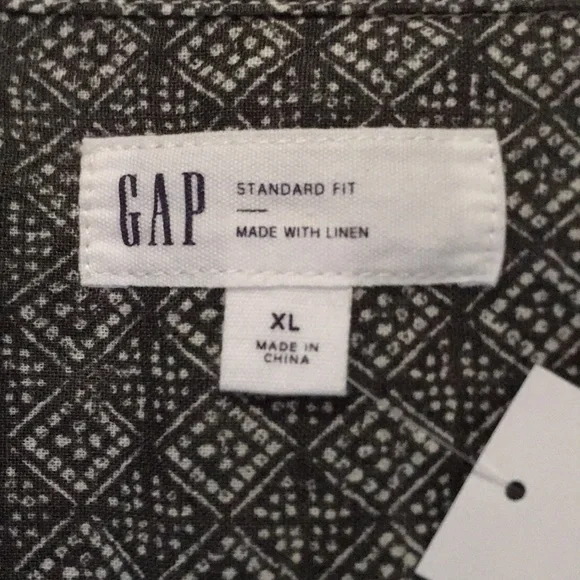 GAP
STANDARD FIT
MADE WITH LINEN
XL
MADE IN
CHINA